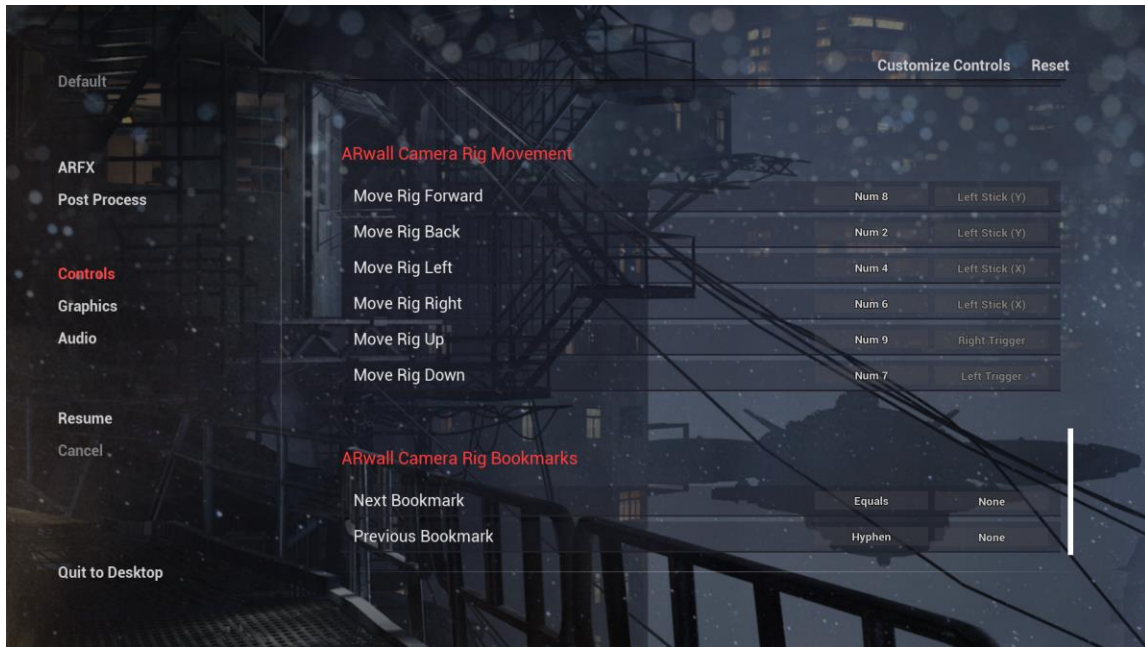 Customize Controls Reset
Default
ARFX
Post Process
Controls
Graphics
Audio
Resume
Cancel
Quit to Desktop
ARwall Camera Rig Movement
Move Rig Forward Num 8 Left Stick (Y)
Move Rig Back Num 2 Left Stick (Y)
Move Rig Left Num 4 Left Stick (X)
Move Rig Right Num 6 Left Stick (X)
Move Rig Up Num 9 Right Trigger
Move Rig Down Num 7 Left Trigger
ARwall Camera Rig Bookmarks
Next Bookmark Equals None
Previous Bookmark Hyphen None